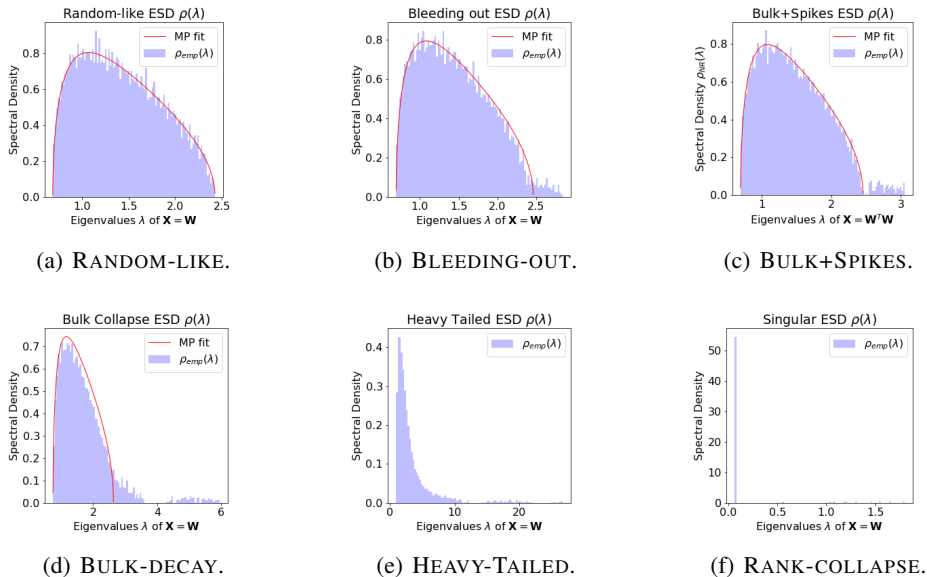 Random-like ESD ρ(λ)
MP fit
ρemp(λ)
Spectral Density
0.8
0.6
0.4
0.2
0.0
1.0
1.5
2.0
2.5
Eigenvalues λ of X = W
(a) RANDOM-LIKE.
Bleeding out ESD ρ(λ)
MP fit
ρemp(λ)
Spectral Density
0.8
0.6
0.4
0.2
0.0
1.0
1.5
2.0
2.5
Eigenvalues λ of X = W
(b) BLEEDING-OUT.
Bulk+Spikes ESD ρ(λ)
MP fit
ρemp(λ)
Spectral Density ρNR(λ)
0.8
0.6
0.4
0.2
0.0
1
2
3
Eigenvalues λ of X = WᵀW
(c) BULK+SPIKES.
Bulk Collapse ESD ρ(λ)
MP fit
ρemp(λ)
Spectral Density
0.7
0.6
0.5
0.4
0.3
0.2
0.1
0.0
2
4
6
Eigenvalues λ of X = W
(d) BULK-DECAY.
Heavy Tailed ESD ρ(λ)
ρemp(λ)
Spectral Density
0.4
0.3
0.2
0.1
0.0
0
10
20
Eigenvalues λ of X = W
(e) HEAVY-TAILED.
Singular ESD ρ(λ)
ρemp(λ)
Spectral Density
50
40
30
20
10
0
0.0
0.5
1.0
1.5
Eigenvalues λ of X = W
(f) RANK-COLLAPSE.